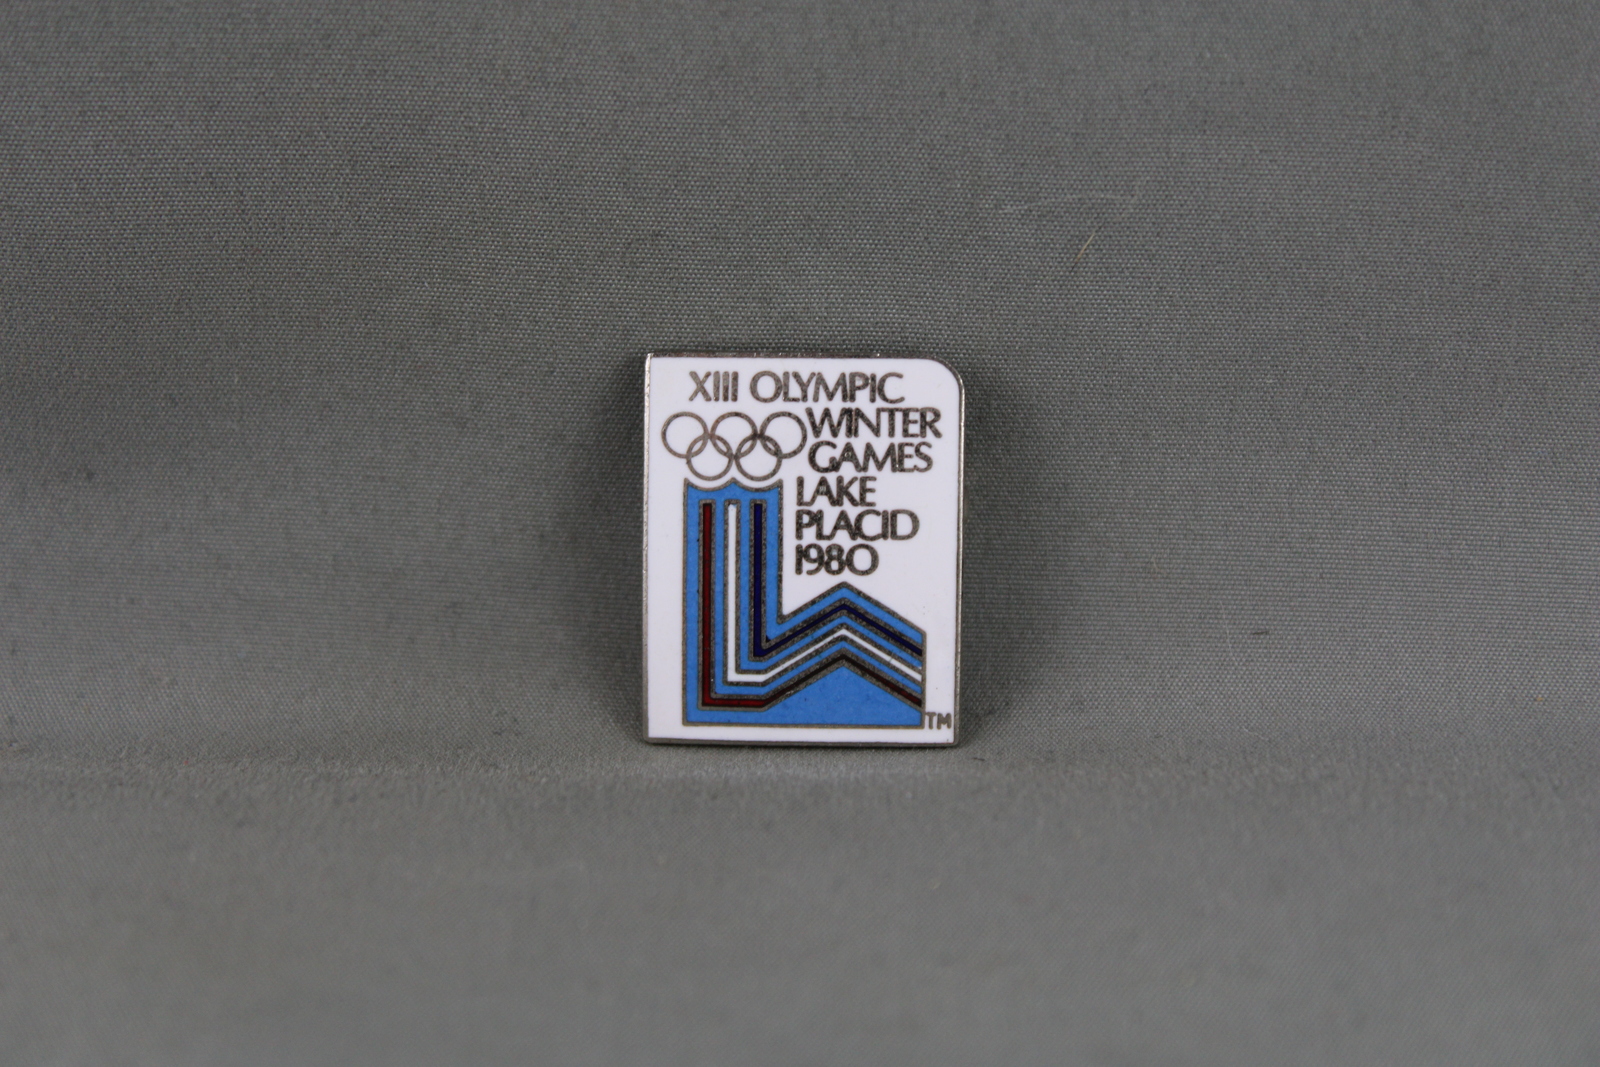 XIII OLYMPIC
WINTER
GAMES
LAKE
PLACID
1980
TM